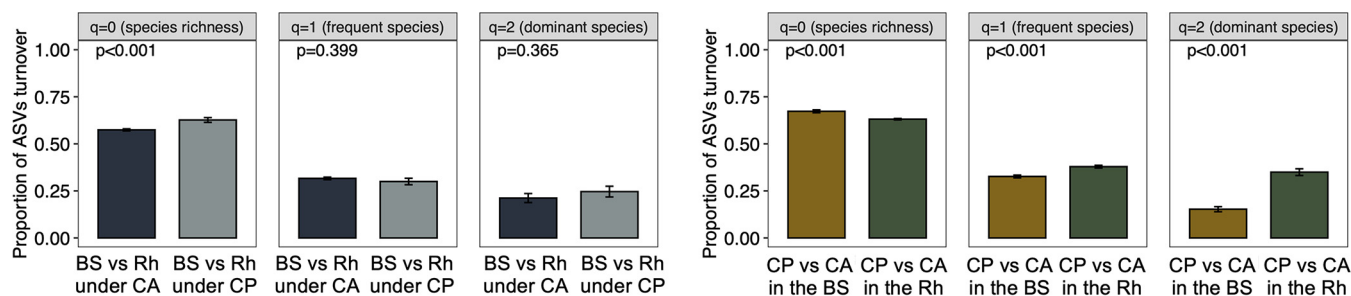 Proportion of ASVs turnover
q=0 (species richness)
p<0.001
1.00
0.75
0.50
0.25
0.00
BS vs Rh
under CA
BS vs Rh
under CP
q=1 (frequent species)
p=0.399
BS vs Rh
under CA
BS vs Rh
under CP
q=2 (dominant species)
p=0.365
BS vs Rh
under CA
BS vs Rh
under CP
Proportion of ASVs turnover
q=0 (species richness)
p<0.001
1.00
0.75
0.50
0.25
0.00
CP vs CA
in the BS
CP vs CA
in the Rh
q=1 (frequent species)
p<0.001
CP vs CA
in the BS
CP vs CA
in the Rh
q=2 (dominant species)
p<0.001
CP vs CA
in the BS
CP vs CA
in the Rh